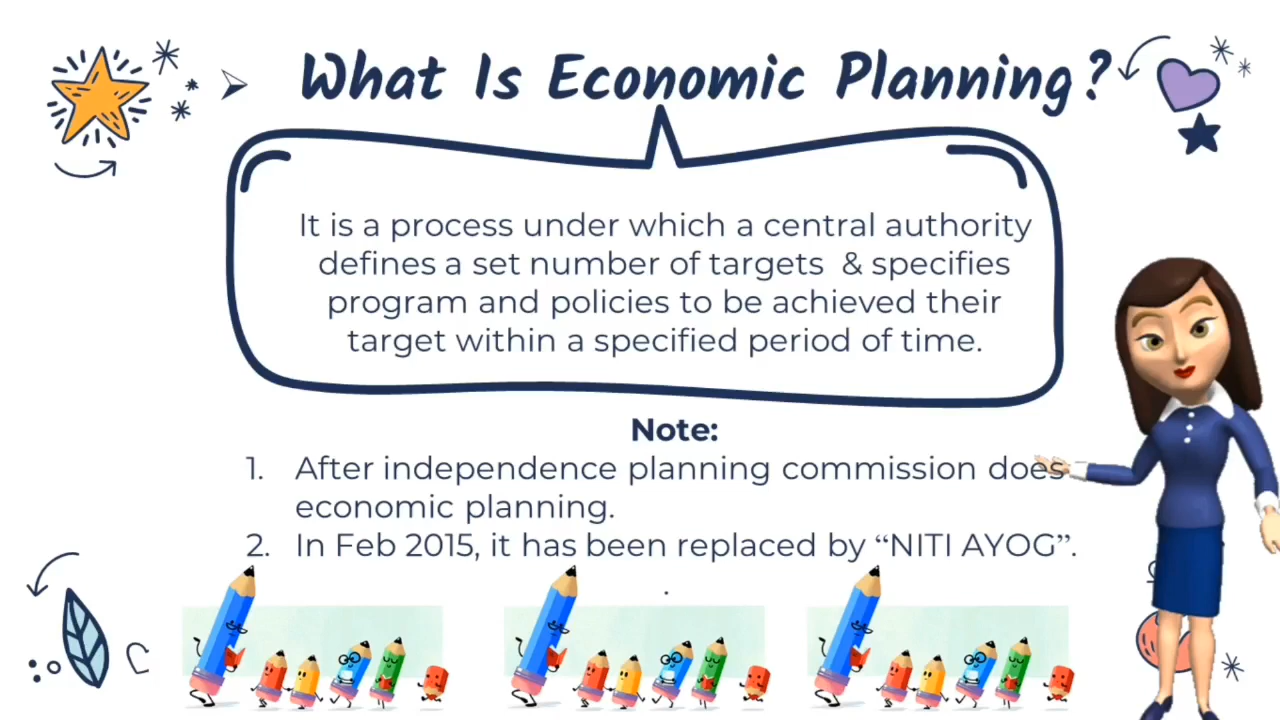 What Is Economic Planning?
It is a process under which a central authority
defines a set number of targets & specifies
program and policies to be achieved their
target within a specified period of time.
Note:
1. After independence planning commission does
economic planning.
2. In Feb 2015, it has been replaced by “NITI AYOG”.
.